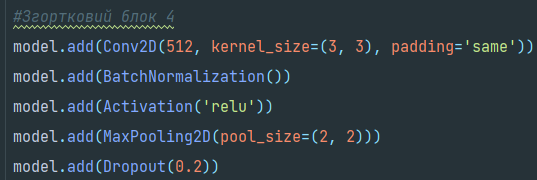 #Згортковий блок 4
model.add(Conv2D(512, kernel_size=(3, 3), padding='same'))
model.add(BatchNormalization())
model.add(Activation('relu'))
model.add(MaxPooling2D(pool_size=(2, 2)))
model.add(Dropout(0.2))